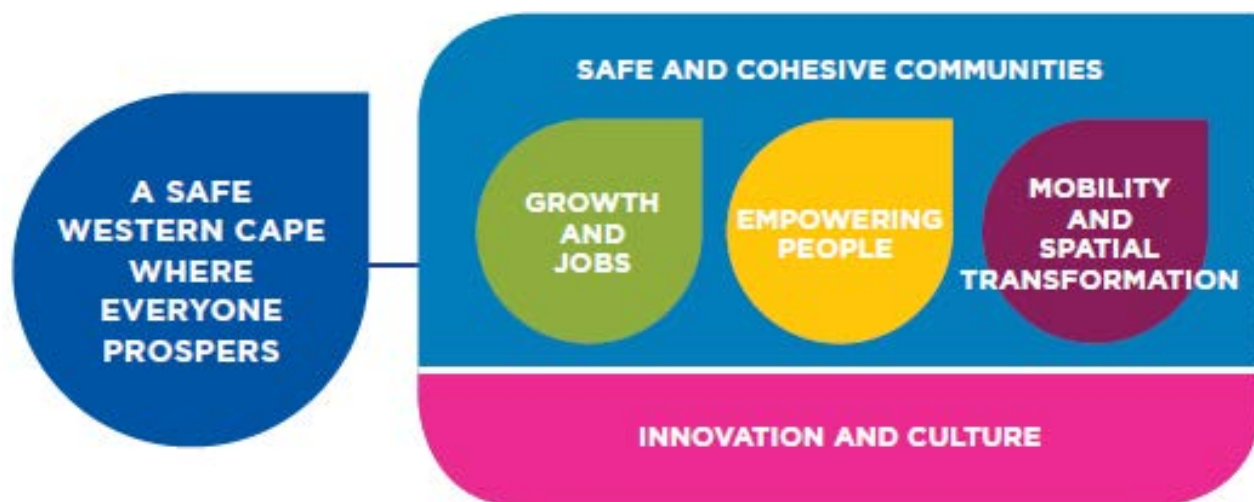 A SAFE
WESTERN CAPE
WHERE
EVERYONE
PROSPERS
SAFE AND COHESIVE COMMUNITIES
GROWTH
AND
JOBS
EMPOWERING
PEOPLE
MOBILITY
AND
SPATIAL
TRANSFORMATION
INNOVATION AND CULTURE